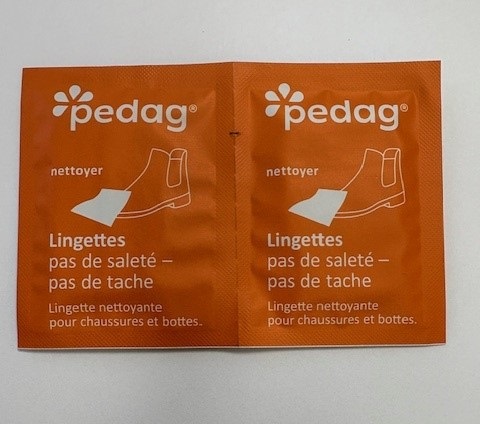 pedag®
nettoyer
Lingettes
pas de saleté –
pas de tache
Lingette nettoyante
pour chaussures et bottes.
pedag®
nettoyer
Lingettes
pas de saleté –
pas de tache
Lingette nettoyante
pour chaussures et bottes.